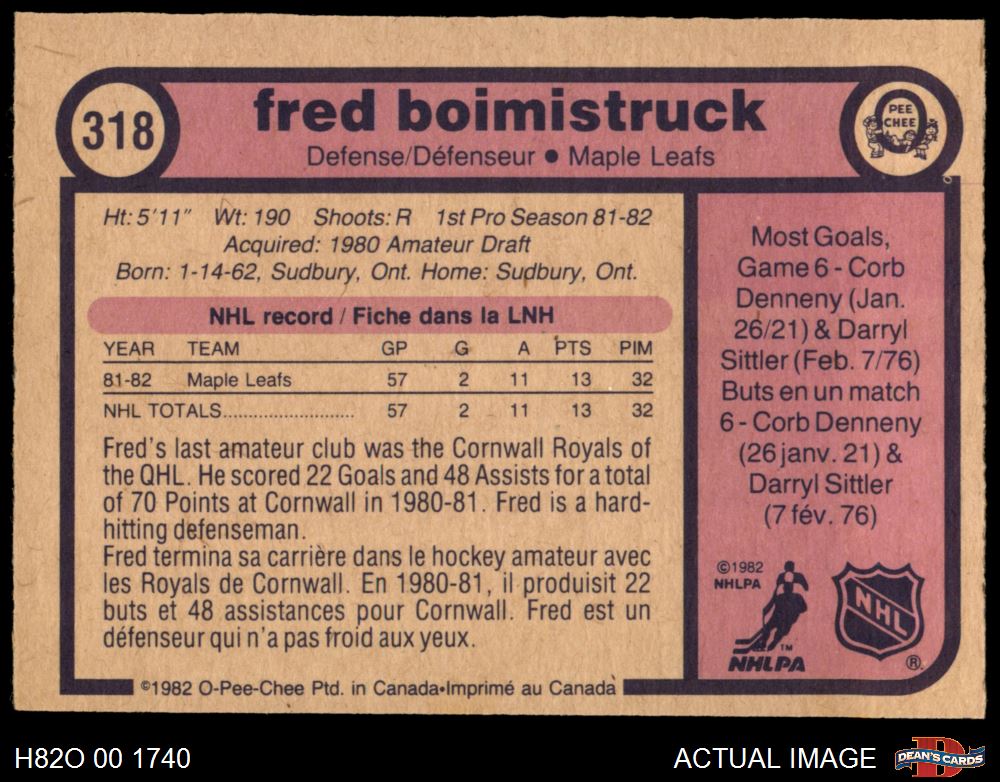 318
fred boimistruck
Defense/Défenseur • Maple Leafs
PEE
CHEE
Ht: 5'11" Wt: 190 Shoots: R 1st Pro Season 81-82
Acquired: 1980 Amateur Draft
Born: 1-14-62, Sudbury, Ont. Home: Sudbury, Ont.
NHL record / Fiche dans la LNH
YEAR TEAM GP G A PTS PIM
81-82 Maple Leafs 57 2 11 13 32
NHL TOTALS...................... 57 2 11 13 32
Fred's last amateur club was the Cornwall Royals of
the QHL. He scored 22 Goals and 48 Assists for a total
of 70 Points at Cornwall in 1980-81. Fred is a hard-
hitting defenseman.
Fred termina sa carrière dans le hockey amateur avec
les Royals de Cornwall. En 1980-81, il produisit 22
buts et 48 assistances pour Cornwall. Fred est un
défenseur qui n'a pas froid aux yeux.
Most Goals,
Game 6 - Corb
Denneny (Jan.
26/21) & Darryl
Sittler (Feb. 7/76)
Buts en un match
6 - Corb Denneny
(26 janv. 21) &
Darryl Sittler
(7 fév. 76)
©1982
NHLPA
TM
NHLPA
NHL
®
©1982 O-Pee-Chee Ptd. in Canada•Imprimé au Canada
H82O 00 1740
ACTUAL IMAGE
D
DEAN'S CARDS